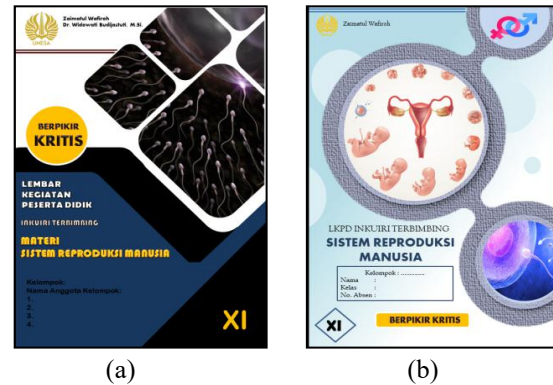 Zaimatul Wafiroh
Dr. Widowati Budijastuti, M.Si.
UNESA
BERPIKIR
KRITIS
LEMBAR
KEGIATAN
PESERTA DIDIK
INKUIRI TERBIMBING
MATERI
SISTEM REPRODUKSI MANUSIA
Kelompok:
Nama Anggota Kelompok:
1.
2.
3.
4.
XI
(a)
Zaimatul Wafiroh
LKPD INKUIRI TERBIMBING
SISTEM REPRODUKSI
MANUSIA
Kelompok : .............
Nama :
Kelas :
No. Absen :
XI
BERPIKIR KRITIS
(b)